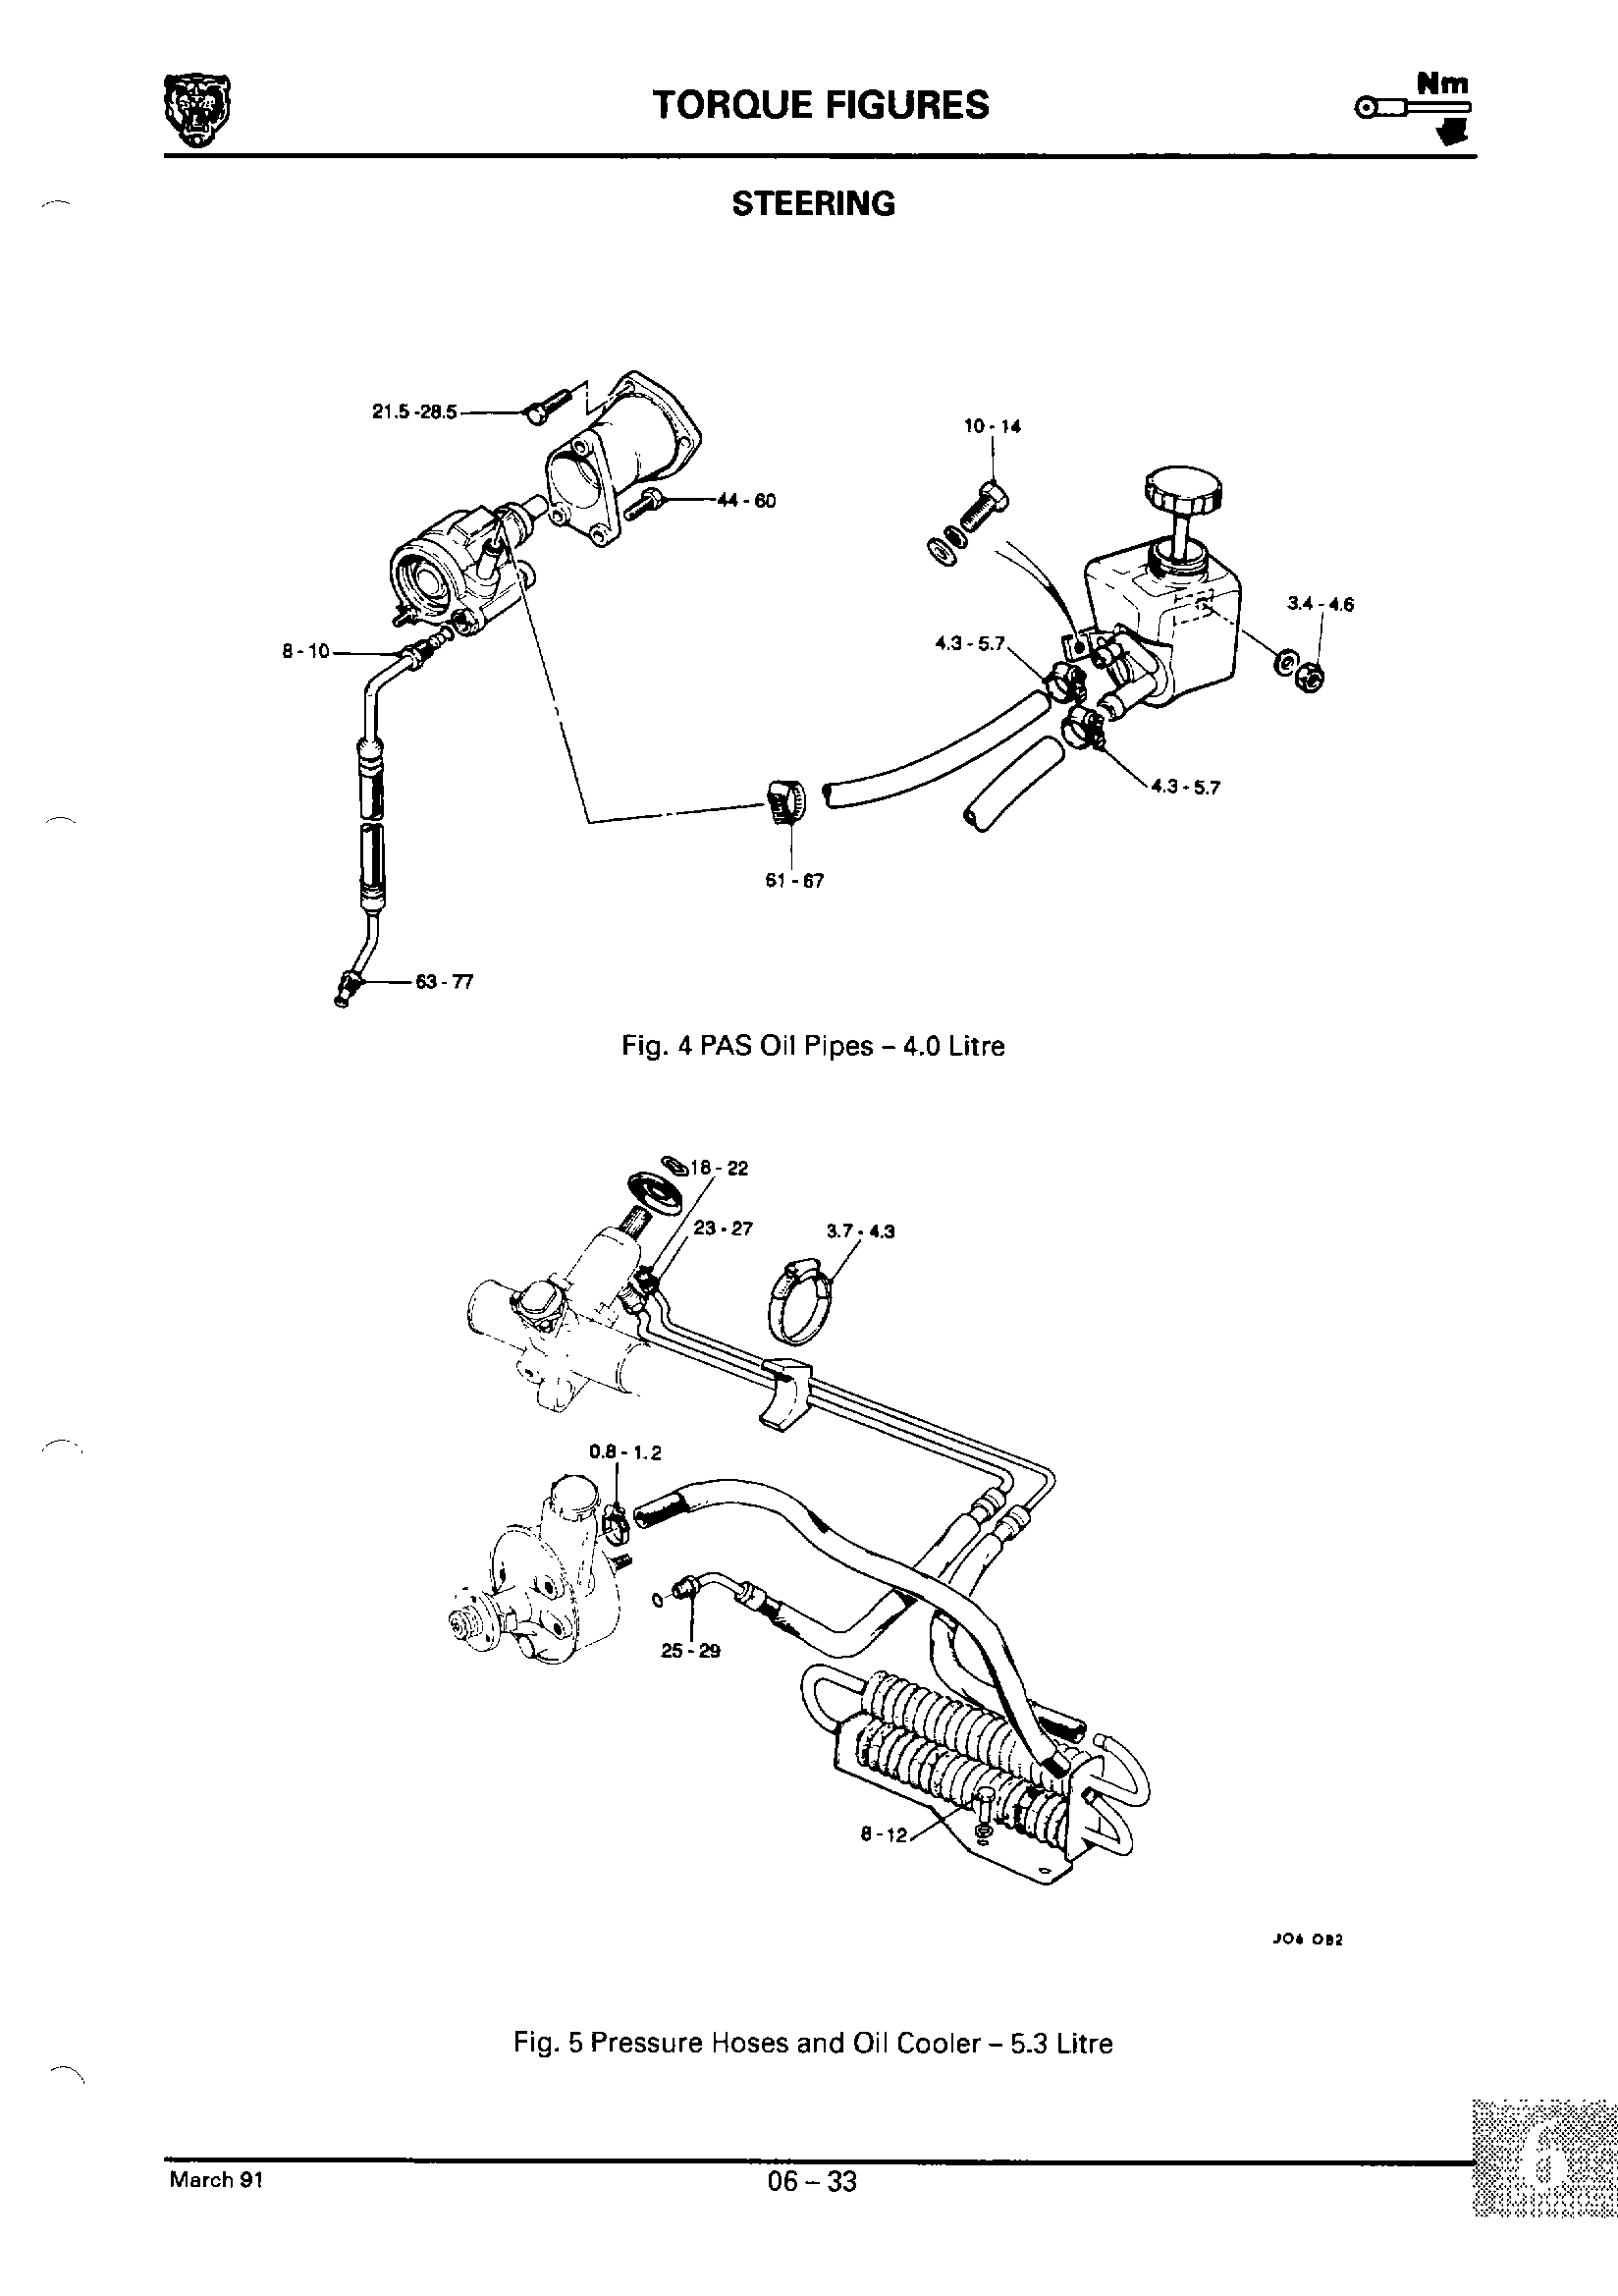 Nm
TORQUE FIGURES
STEERING
21.5 -28.5
10 - 14
44 - 60
3.4 - 4.6
4.3 - 5.7
8 - 10
4.3 - 5.7
61 - 67
63 - 77
Fig. 4 PAS Oil Pipes – 4.0 Litre
18 - 22
23 - 27
3.7 - 4.3
0.8 - 1.2
25 - 29
8 - 12
J04 082
Fig. 5 Pressure Hoses and Oil Cooler – 5.3 Litre
6
March 91
06 – 33